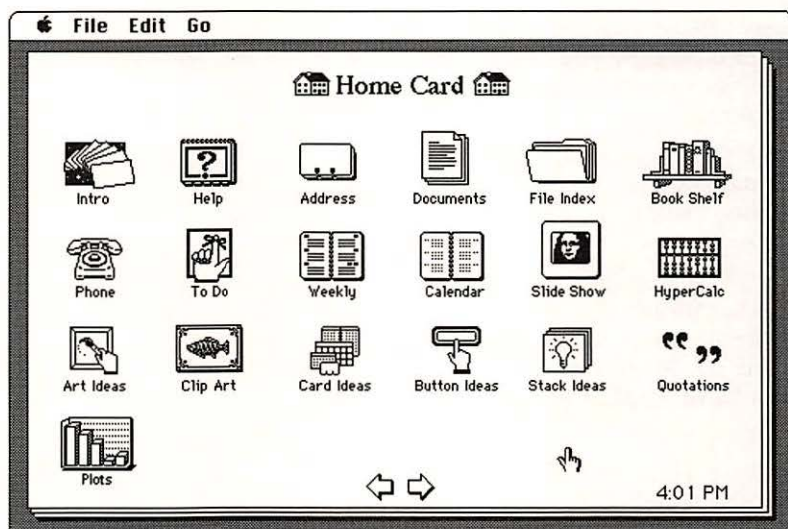 File Edit Go
Home Card
Intro Help Address Documents File Index Book Shelf
Phone To Do Weekly Calendar Slide Show HyperCalc
Art Ideas Clip Art Card Ideas Button Ideas Stack Ideas Quotations
Plots
4:01 PM